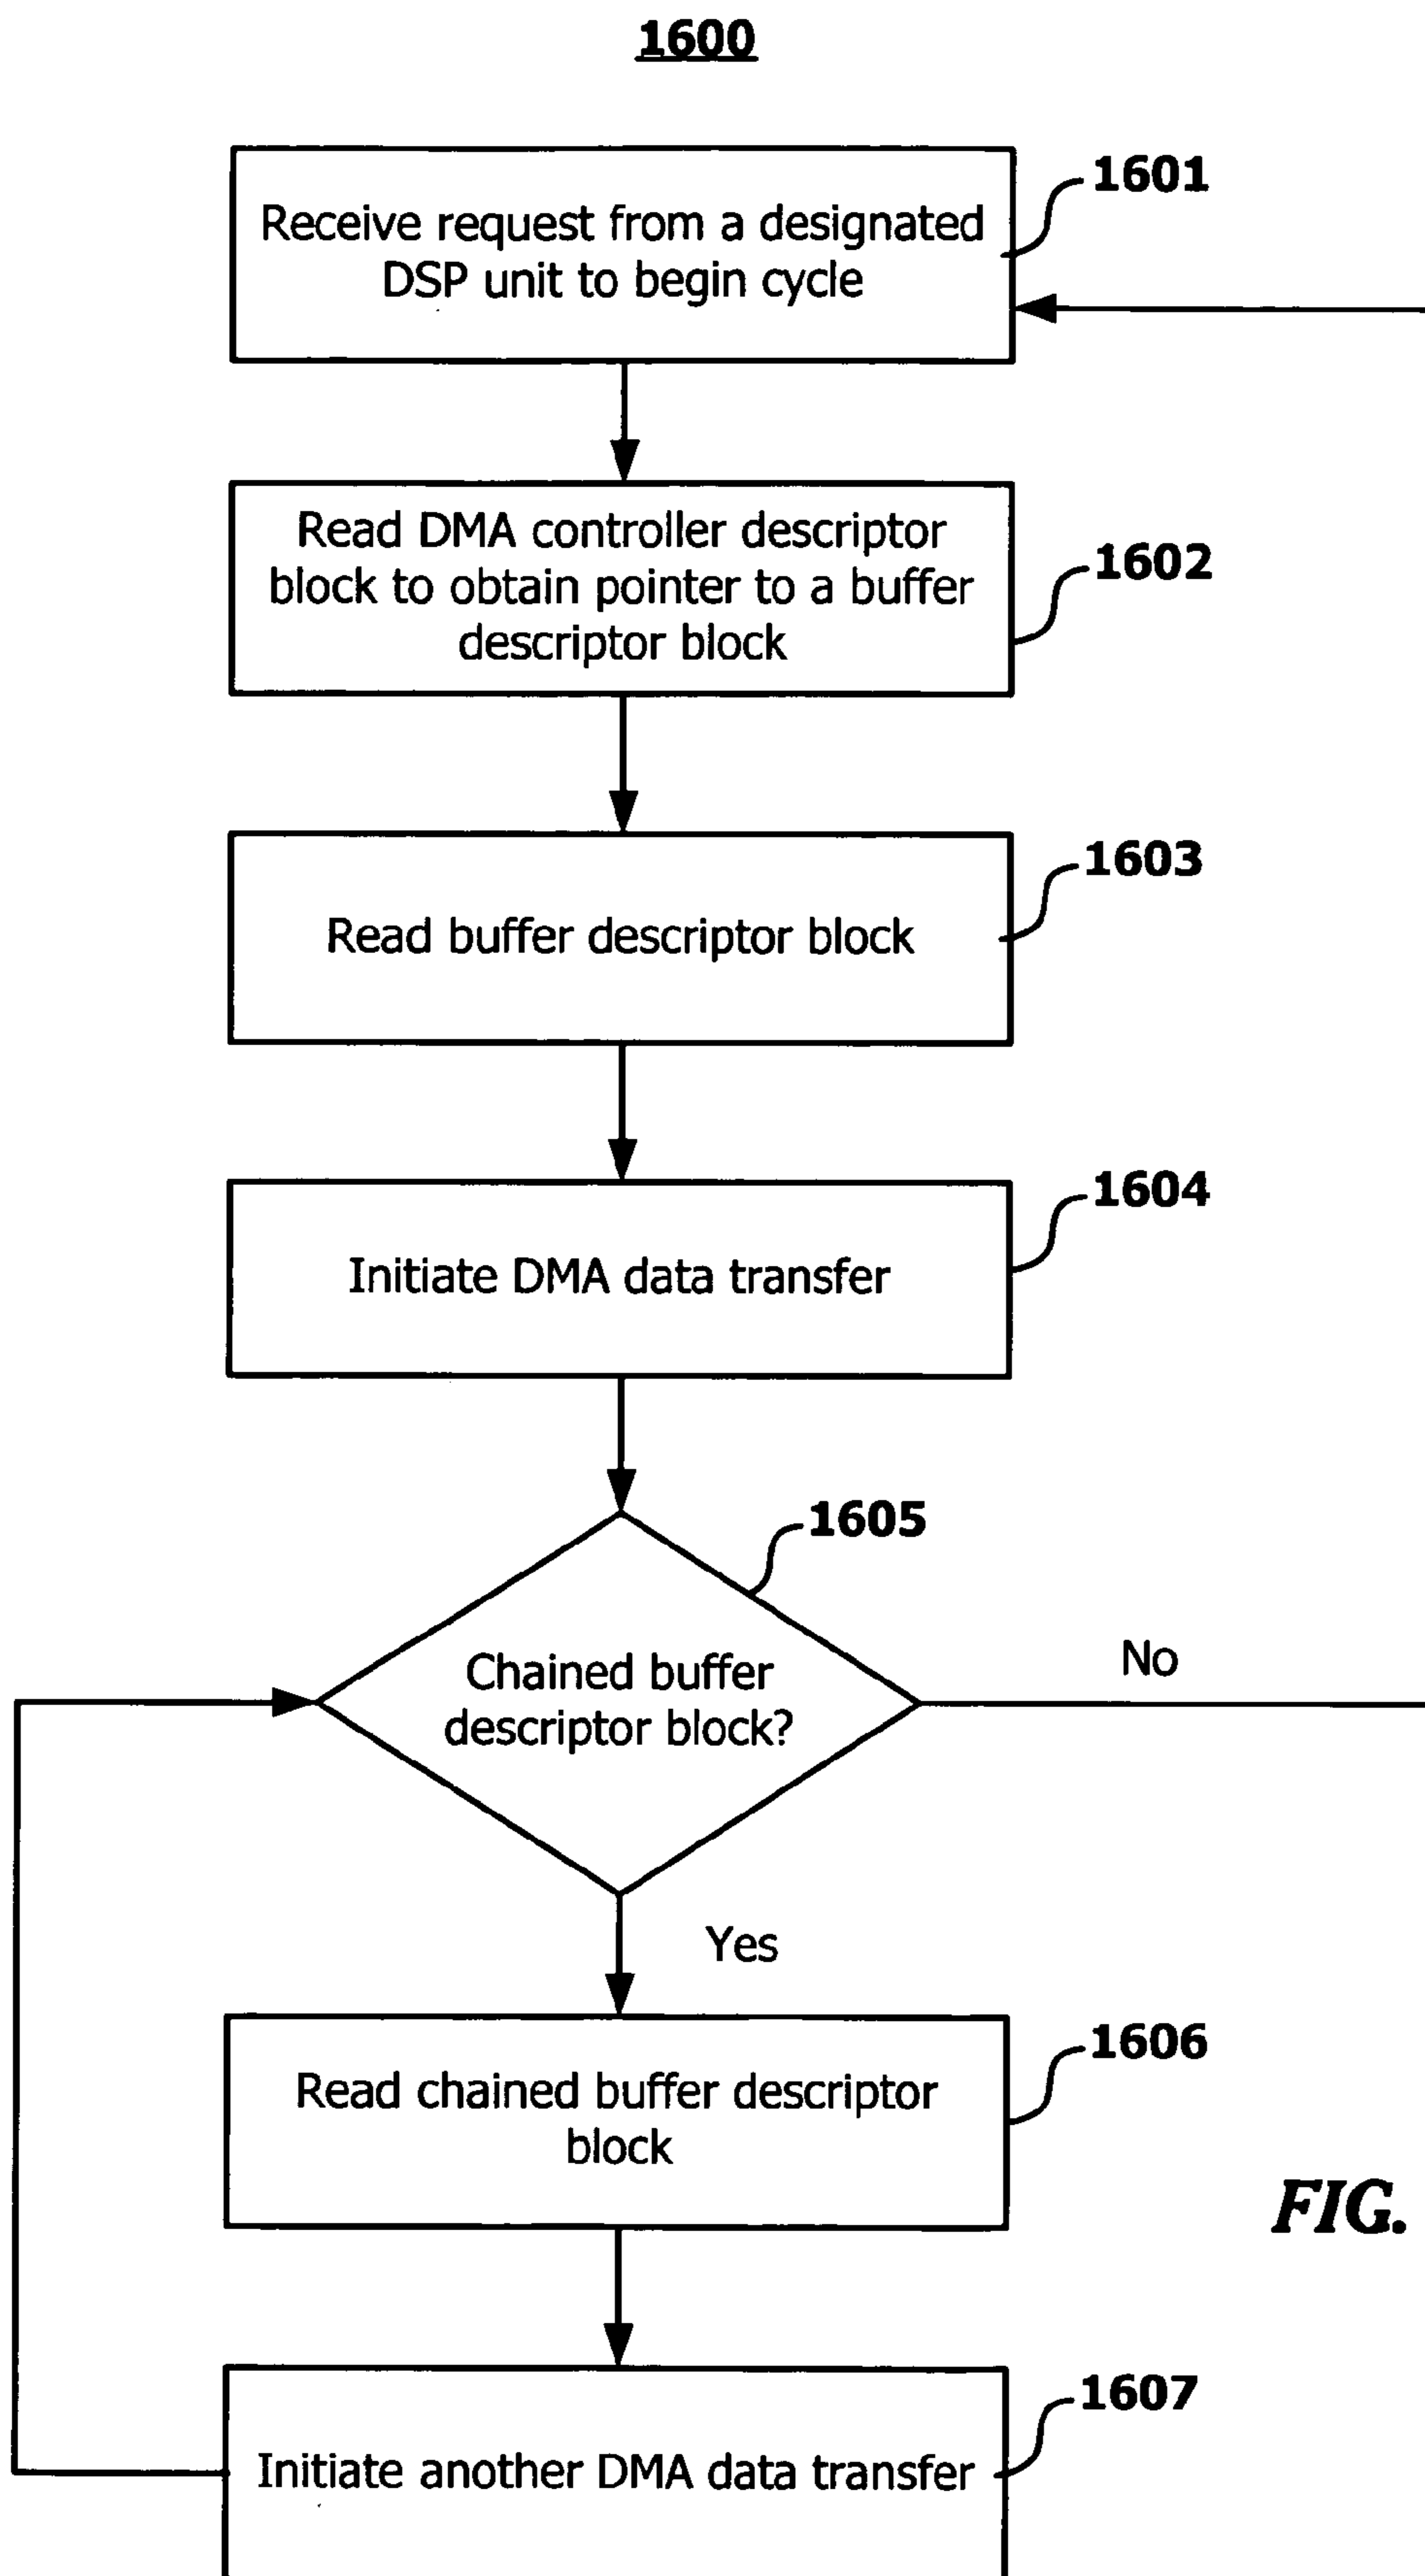 1600
1601
Receive request from a designated
DSP unit to begin cycle
Read DMA controller descriptor
block to obtain pointer to a buffer
descriptor block
1602
1603
Read buffer descriptor block
1604
Initiate DMA data transfer
1605
Chained buffer
descriptor block?
No
Yes
1606
Read chained buffer descriptor
block
FIG.
1607
Initiate another DMA data transfer